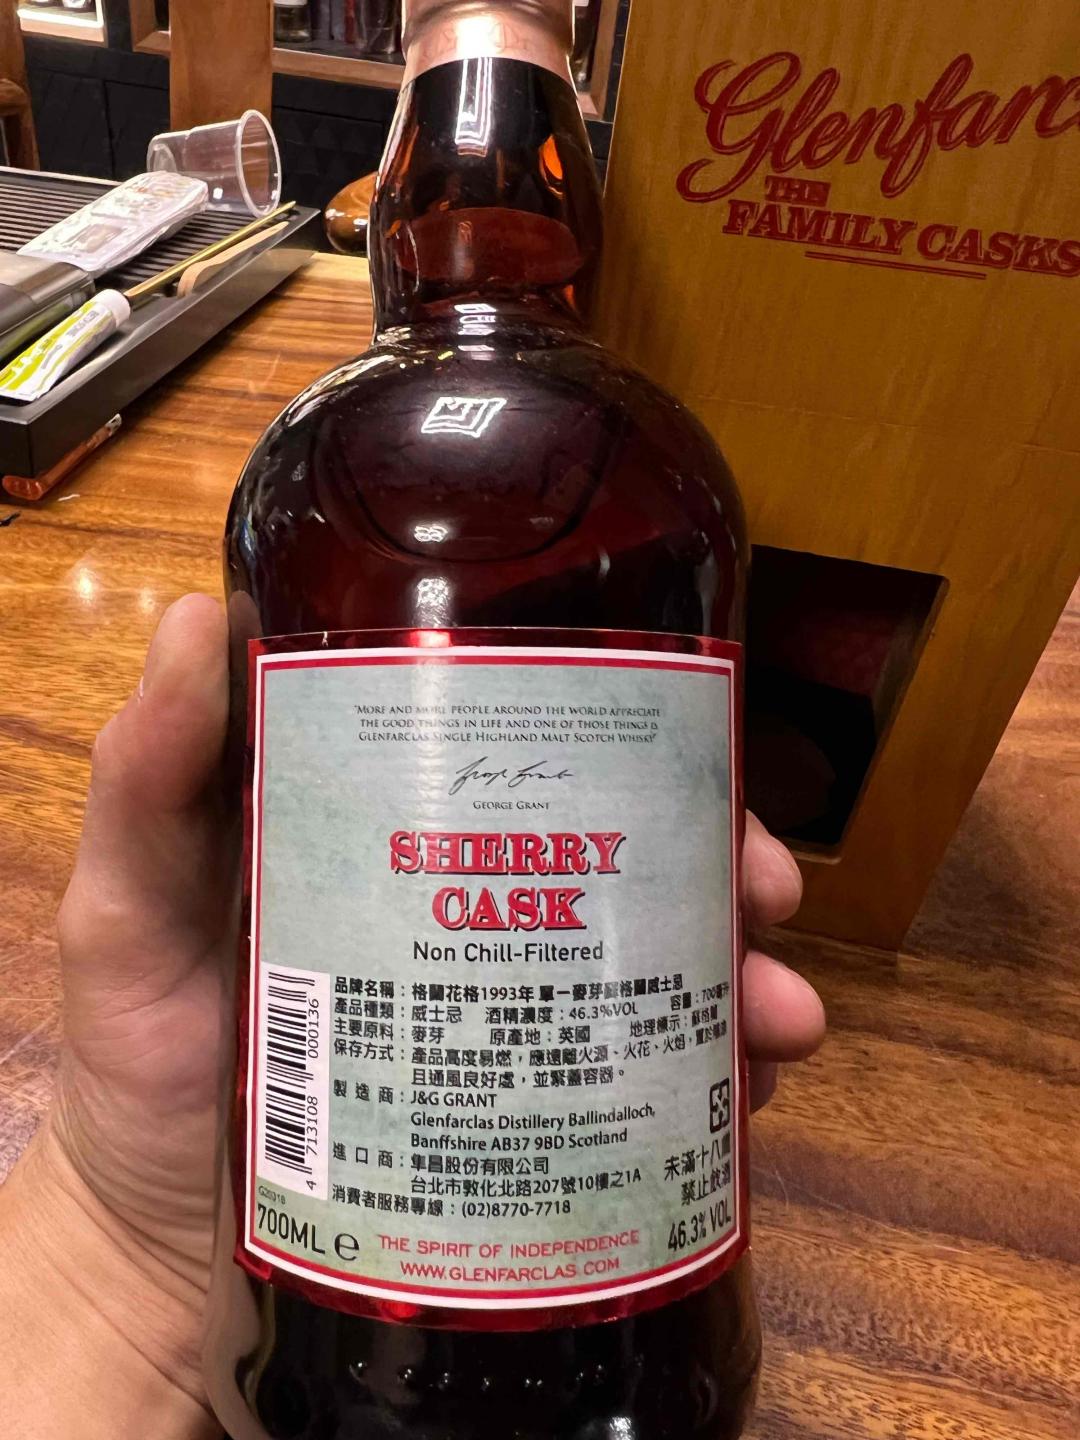 Glenfarc
THE
FAMILY CASKS
"MORE AND MORE PEOPLE AROUND THE WORLD APPRECIATE
THE GOOD THINGS IN LIFE AND ONE OF THOSE THINGS IS
GLENFARCLAS SINGLE HIGHLAND MALT SCOTCH WHISKY"
GEORGE GRANT
SHERRY
CASK
Non Chill-Filtered
品牌名稱：格蘭花格1993年 單一麥芽蘇格蘭威士忌
產品種類：威士忌 酒精濃度：46.3%VOL 容量：700毫升
主要原料：麥芽 原產地：英國 地理標示：蘇格蘭
保存方式：產品高度易燃，應遠離火源、火花、火焰，置於陰涼
且通風良好處，並緊蓋容器。
製造商：J&G GRANT
Glenfarclas Distillery Ballindalloch,
Banffshire AB37 9BD Scotland
進口商：隼昌股份有限公司
台北市敦化北路207號10樓之1A
消費者服務專線：(02)8770-7718
未滿十八歲
禁止飲酒
4 713108 000136
700ML e
46.3% VOL
THE SPIRIT OF INDEPENDENCE
WWW.GLENFARCLAS.COM